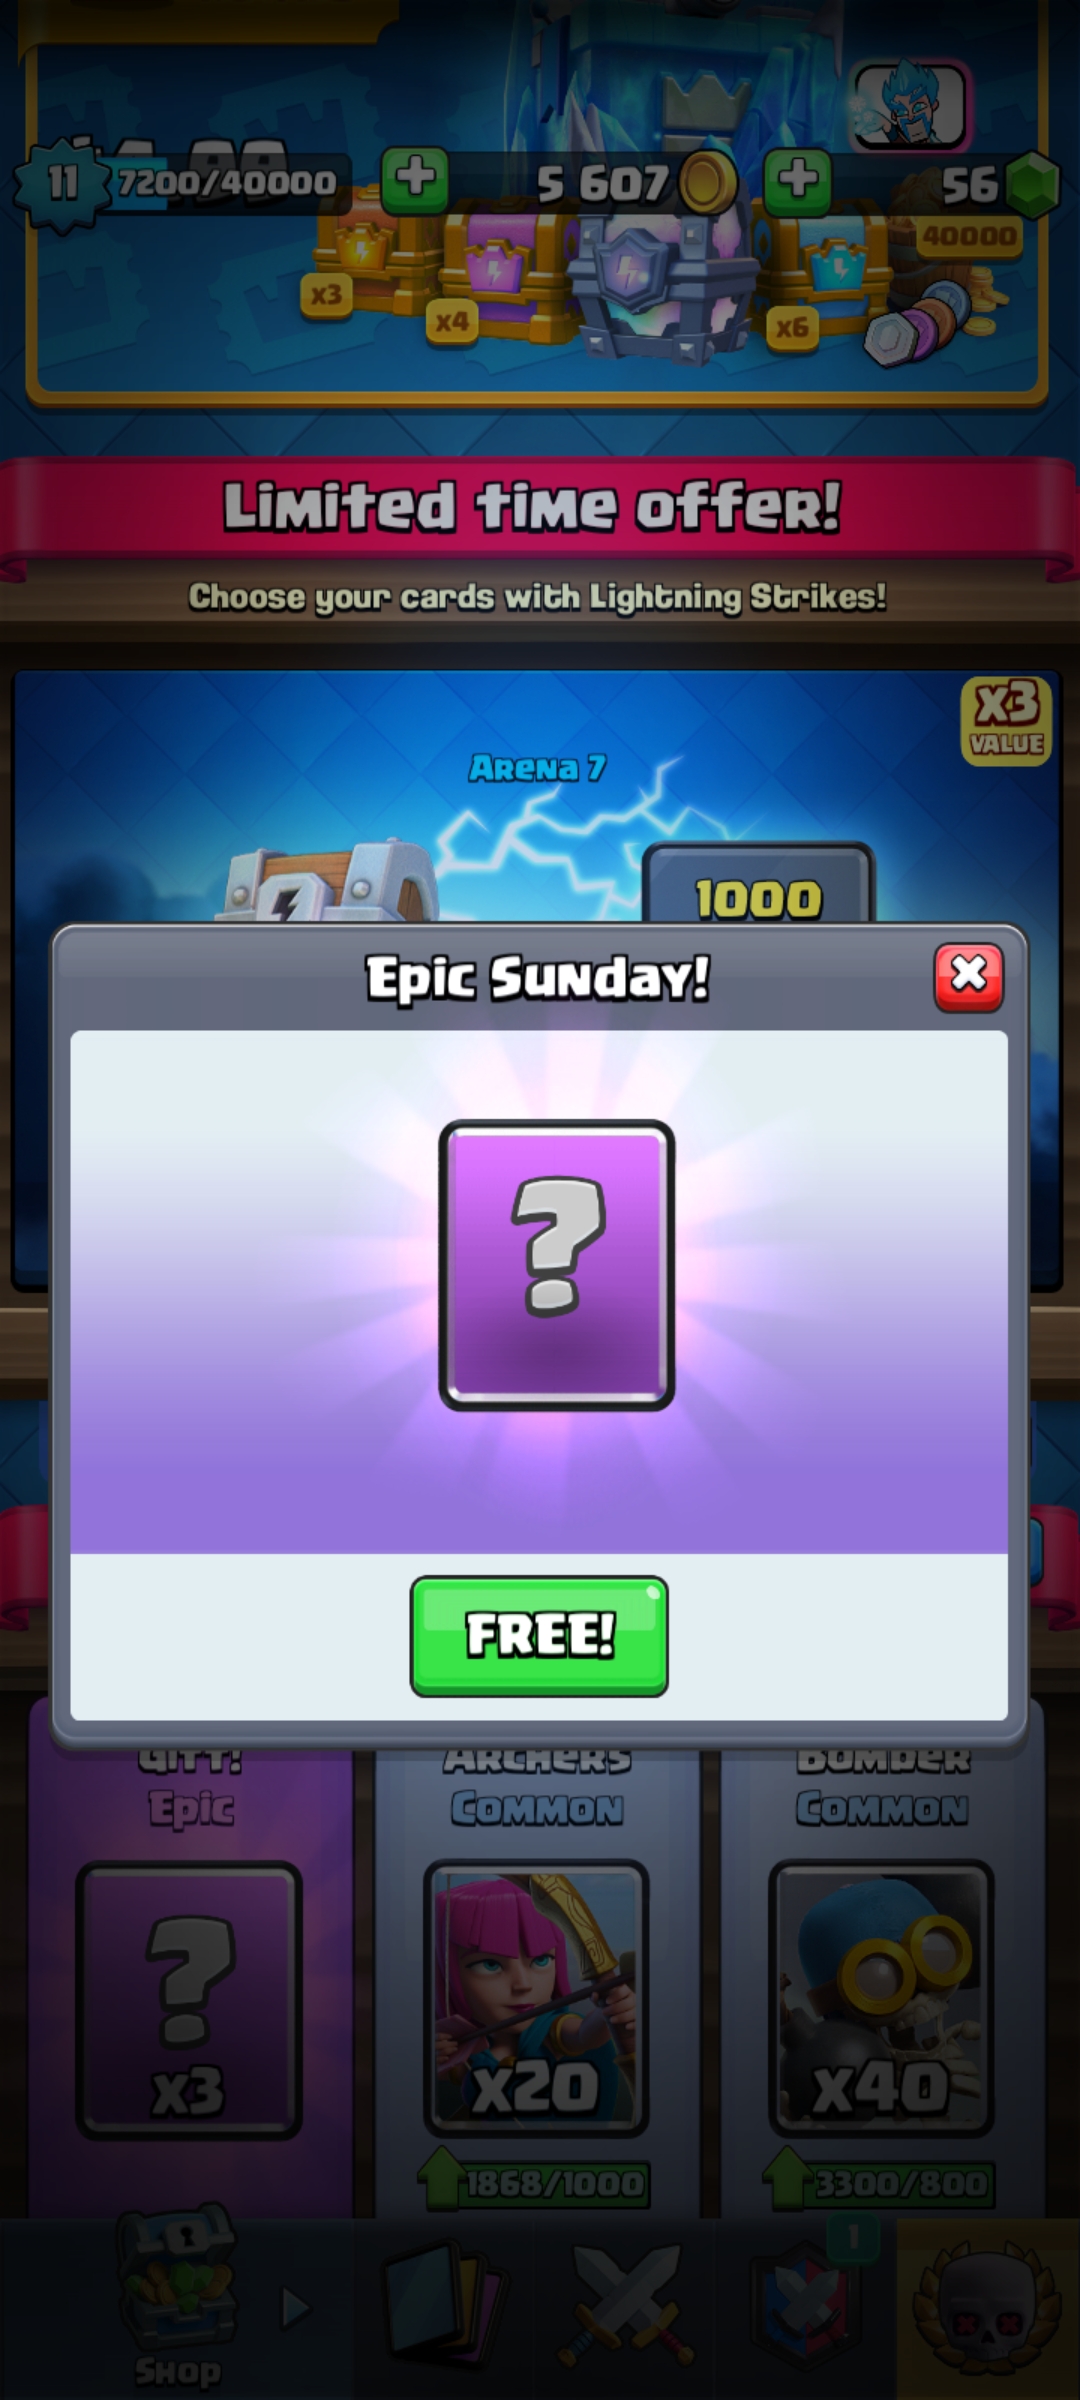 11
7200/40000
5 607
56
40000
x3
x4
x6
Limited time offer!
Choose your cards with Lightning Strikes!
x3
VALUE
Arena 7
1000
Epic Sunday!
?
FREE!
Gift!
Epic
?
x3
Archers
Common
x20
1868/1000
Bomber
Common
x40
3300/800
1
Shop